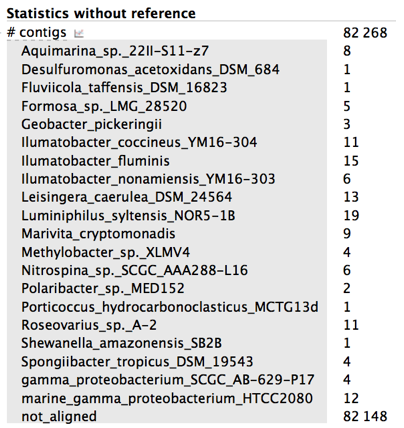 Statistics without reference
# contigs 82 268
Aquimarina_sp._22II-S11-z7 8
Desulfuromonas_acetoxidans_DSM_684 1
Fluviicola_taffensis_DSM_16823 1
Formosa_sp._LMG_28520 5
Geobacter_pickeringii 3
Ilumatobacter_coccineus_YM16-304 11
Ilumatobacter_fluminis 15
Ilumatobacter_nonamiensis_YM16-303 6
Leisingera_caerulea_DSM_24564 13
Luminiphilus_syltensis_NOR5-1B 19
Marivita_cryptomonadis 9
Methylobacter_sp._XLMV4 4
Nitrospina_sp._SCGC_AAA288-L16 6
Polaribacter_sp._MED152 2
Porticoccus_hydrocarbonoclasticus_MCTG13d 1
Roseovarius_sp._A-2 11
Shewanella_amazonensis_SB2B 1
Spongiibacter_tropicus_DSM_19543 4
gamma_proteobacterium_SCGC_AB-629-P17 4
marine_gamma_proteobacterium_HTCC2080 12
not_aligned 82 148